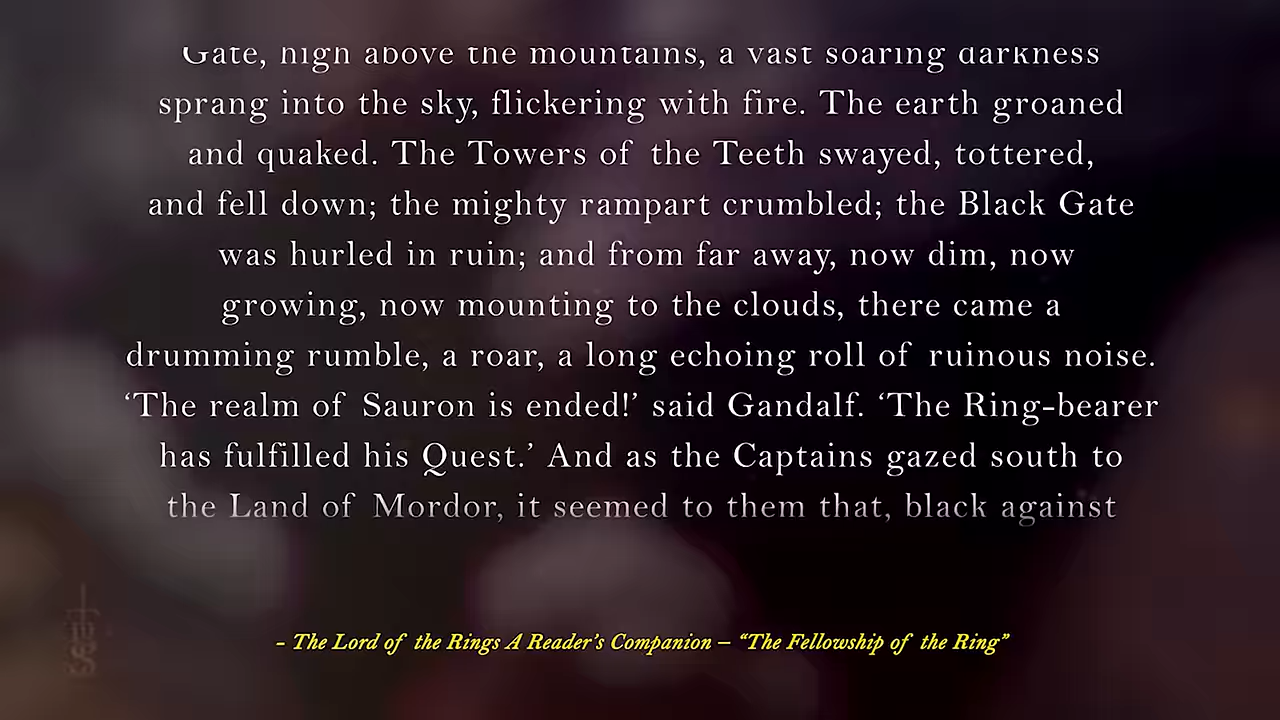 Gate, high above the mountains, a vast soaring darkness
sprang into the sky, flickering with fire. The earth groaned
and quaked. The Towers of the Teeth swayed, tottered,
and fell down; the mighty rampart crumbled; the Black Gate
was hurled in ruin; and from far away, now dim, now
growing, now mounting to the clouds, there came a
drumming rumble, a roar, a long echoing roll of ruinous noise.
‘The realm of Sauron is ended!’ said Gandalf. ‘The Ring-bearer
has fulfilled his Quest.’ And as the Captains gazed south to
the Land of Mordor, it seemed to them that, black against
- The Lord of the Rings A Reader’s Companion – “The Fellowship of the Ring”